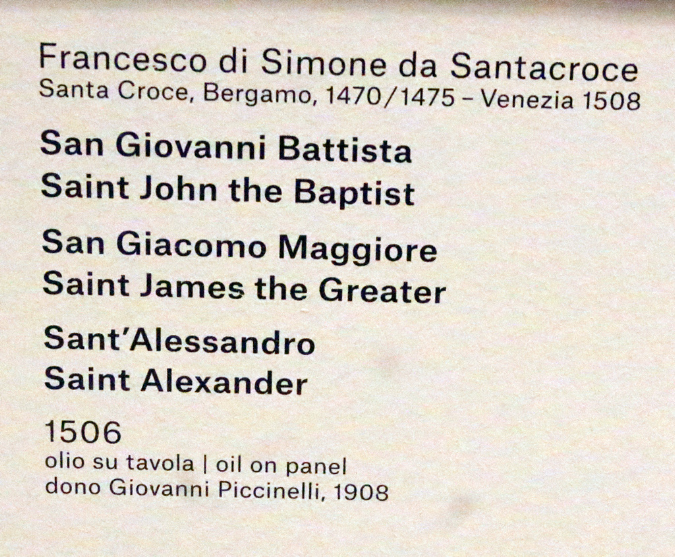 Francesco di Simone da Santacroce
Santa Croce, Bergamo, 1470/1475 – Venezia 1508
San Giovanni Battista
Saint John the Baptist
San Giacomo Maggiore
Saint James the Greater
Sant'Alessandro
Saint Alexander
1506
olio su tavola | oil on panel
dono Giovanni Piccinelli, 1908